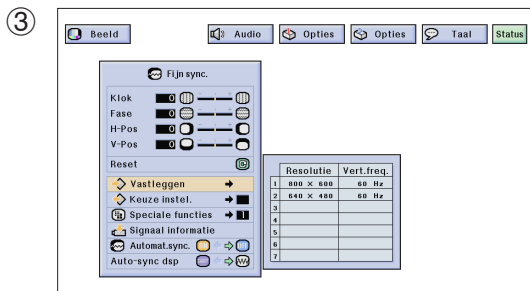 3
Beeld Audio Opties Opties Taal Status
Fijn sync.
Klok 0
Fase 0
H-Pos 0
V-Pos 0
Reset
Vastleggen
Keuze instel.
Speciale functies 1
Signaal informatie
Automat.sync.
Auto-sync dsp
Resolutie Vert.freq.
1 800 × 600 60 Hz
2 640 × 480 60 Hz
3
4
5
6
7